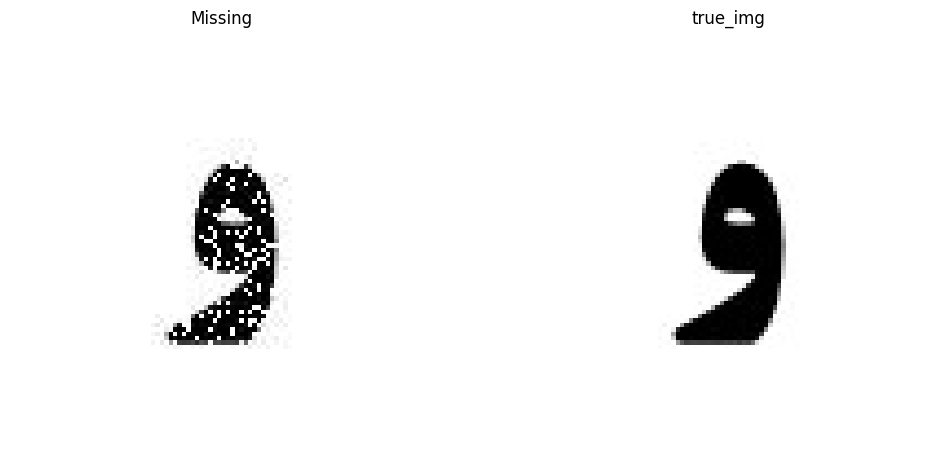 Missing true_img
و و